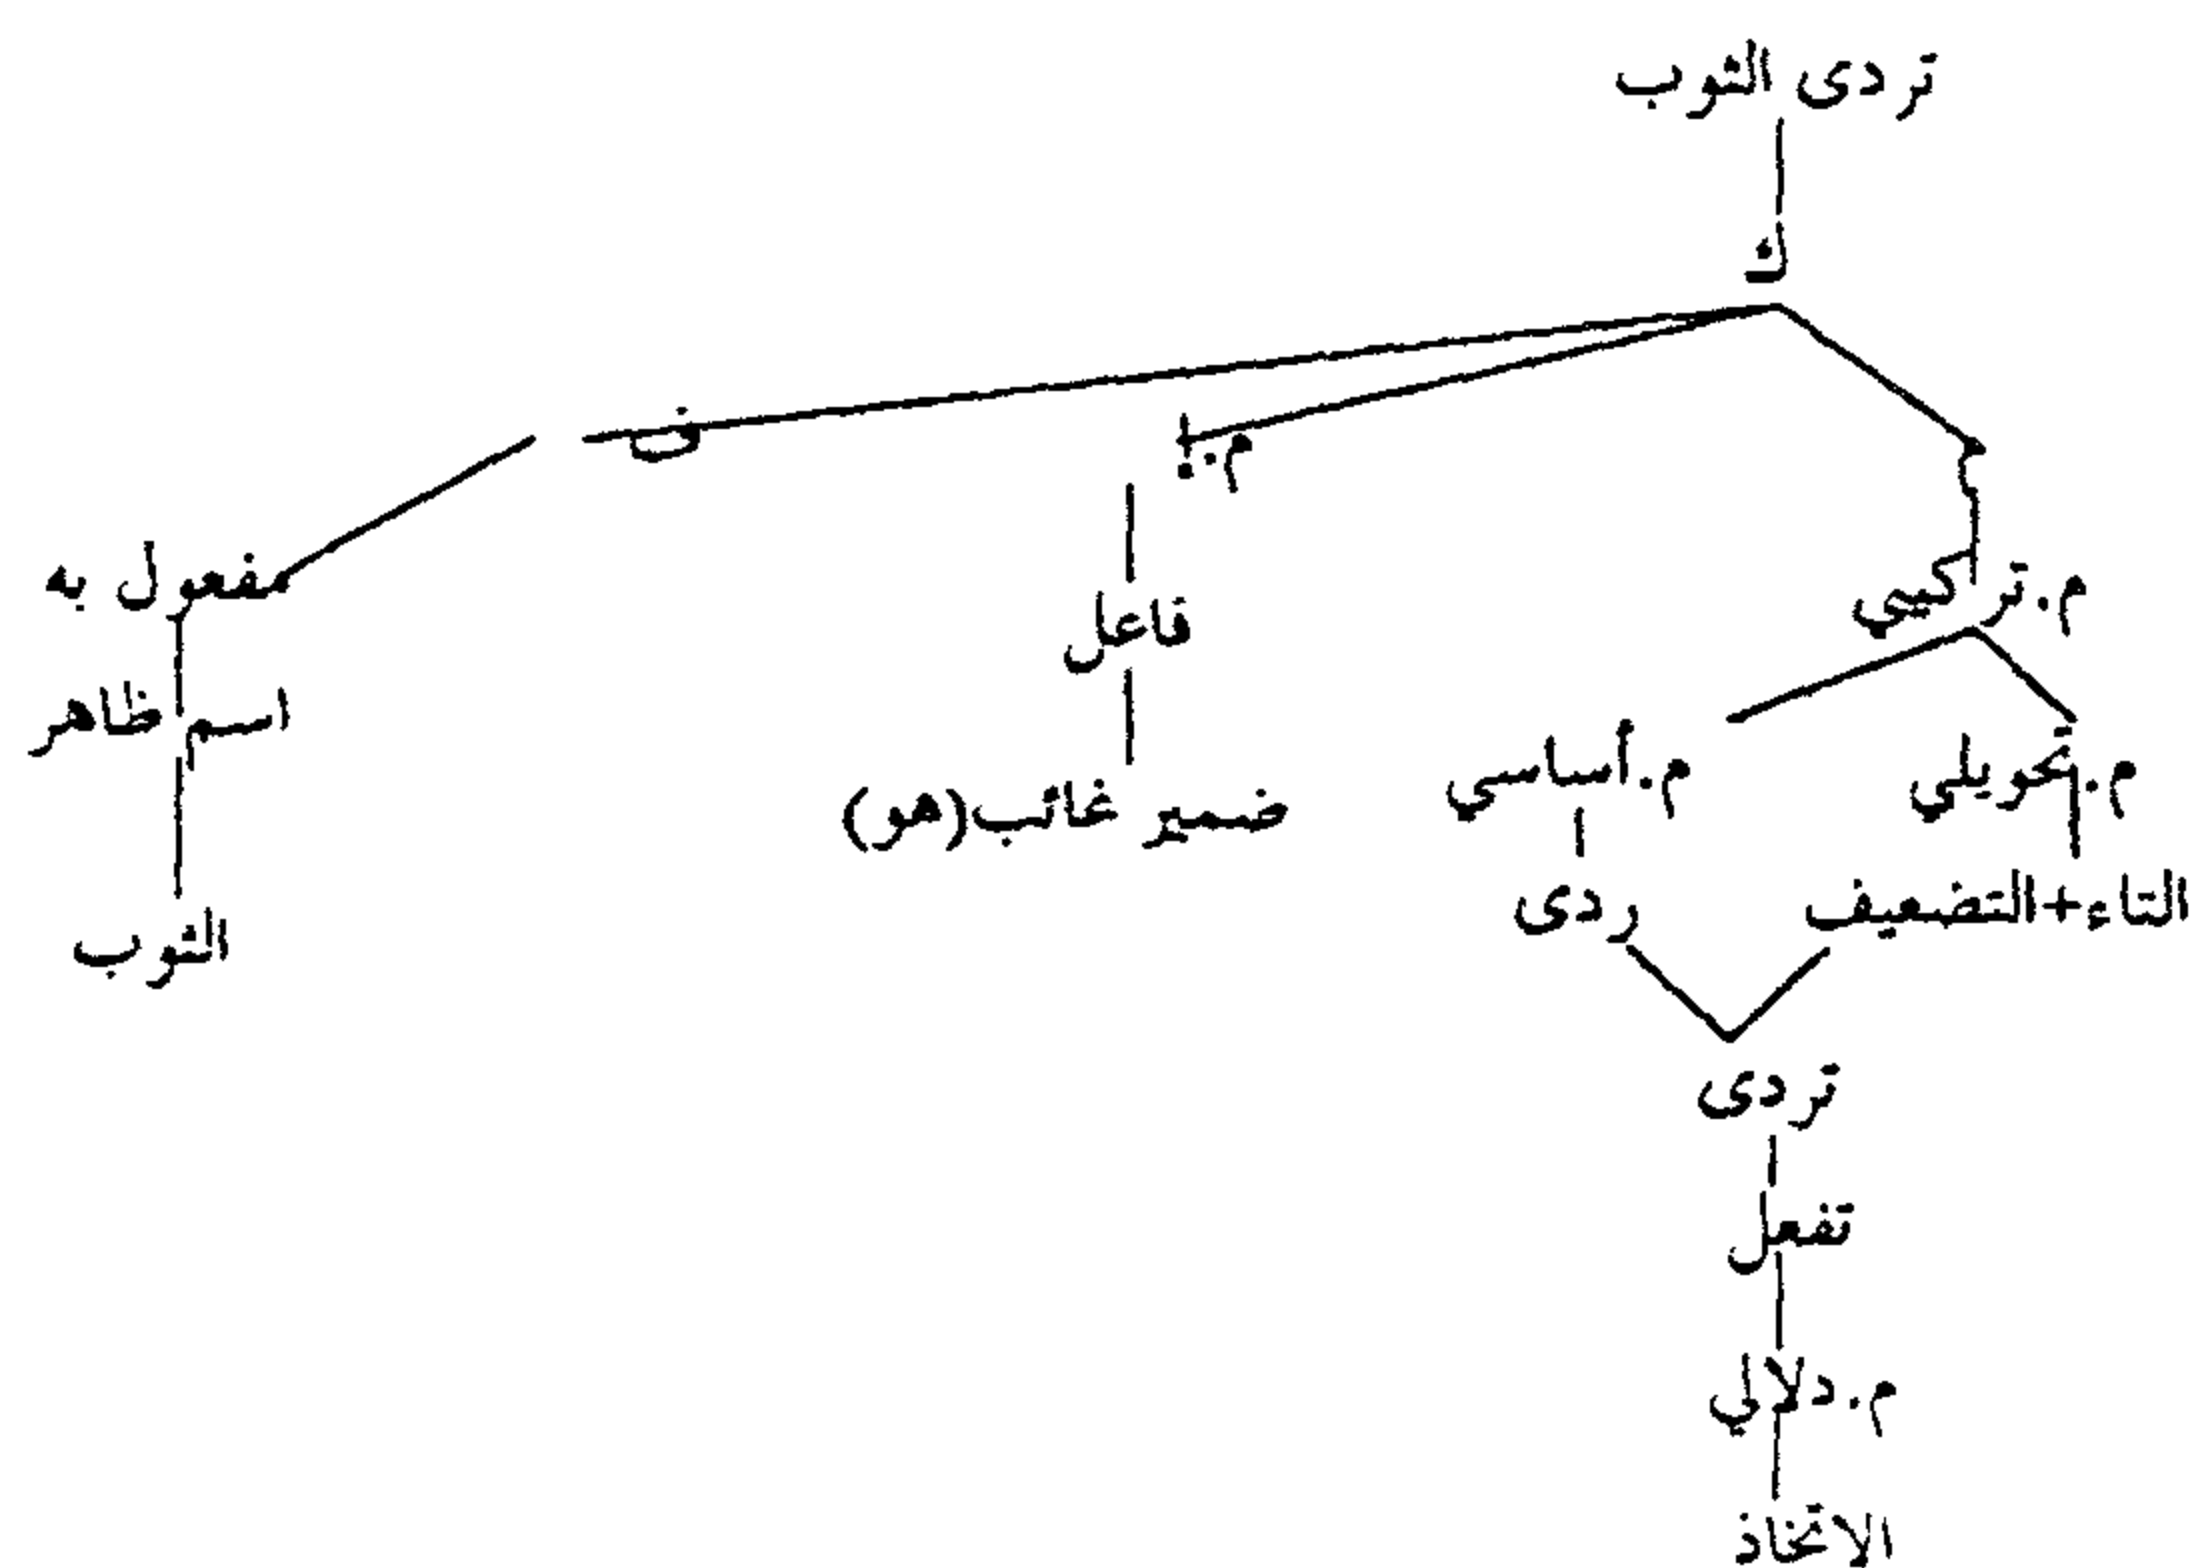 تردى الثوب
ك
م م.إ ف
م.تركيبي فاعل مفعول به
م.تحويلي م.أساسي ضمير غائب(هو) اسم ظاهر
التاء+التضعيف ردى الثوب
تردى
تفعل
م.دلالي
الاتخاذ